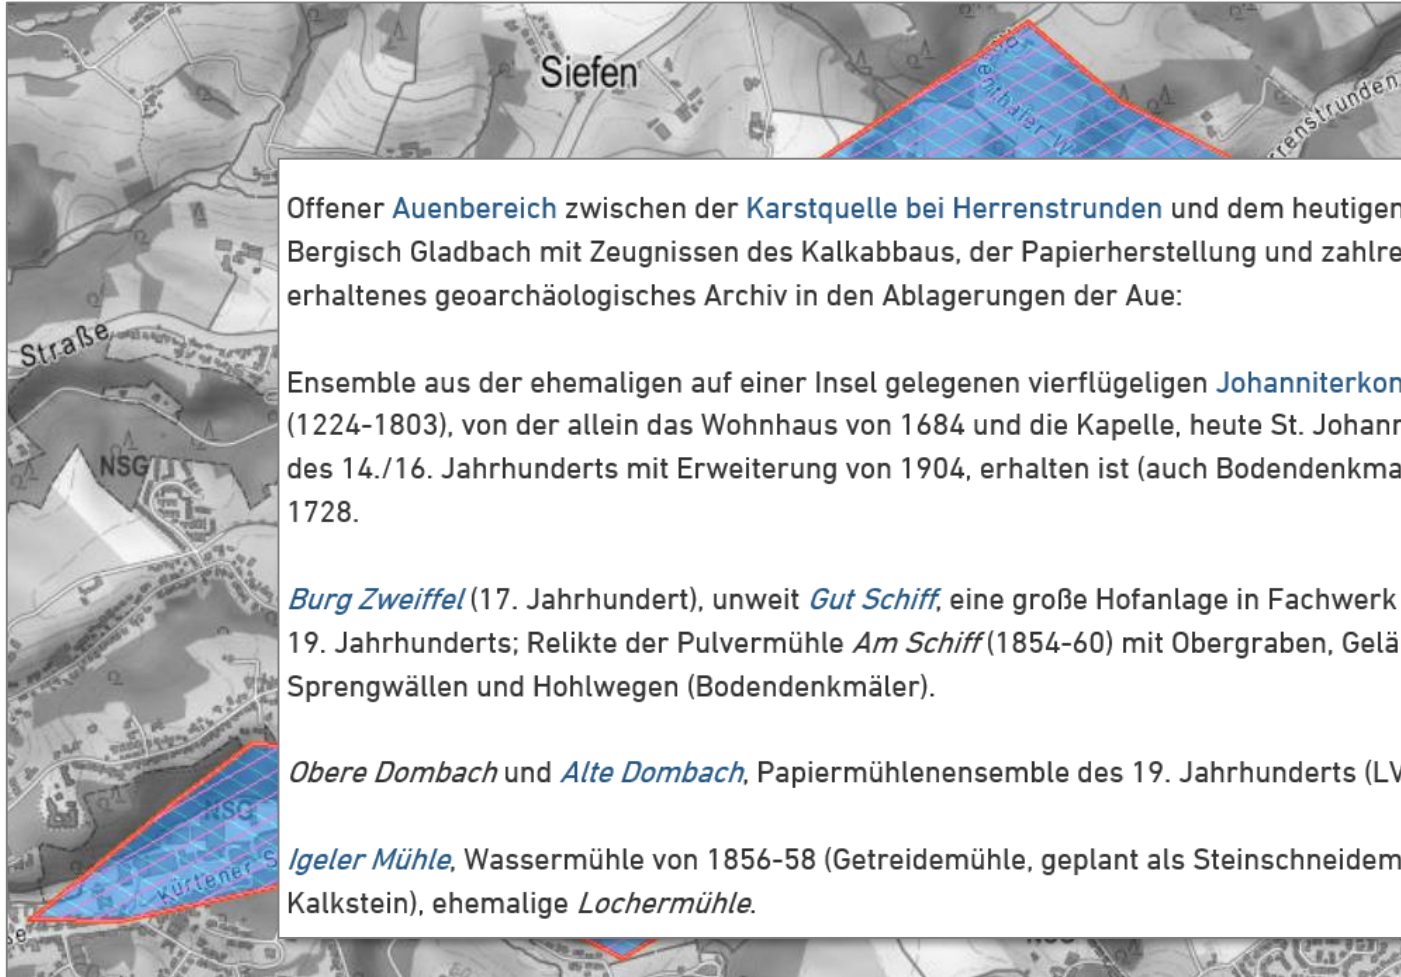 Siefen
enthaler W
rrenstrunden
Offener Auenbereich zwischen der Karstquelle bei Herrenstrunden und dem heutigen
Bergisch Gladbach mit Zeugnissen des Kalkabbaus, der Papierherstellung und zahlre
erhaltenes geoarchäologisches Archiv in den Ablagerungen der Aue:
Straße
Ensemble aus der ehemaligen auf einer Insel gelegenen vierflügeligen Johanniterkon
(1224-1803), von der allein das Wohnhaus von 1684 und die Kapelle, heute St. Johann
NSG
des 14./16. Jahrhunderts mit Erweiterung von 1904, erhalten ist (auch Bodendenkma
1728.
Burg Zweiffel (17. Jahrhundert), unweit Gut Schiff, eine große Hofanlage in Fachwerk
19. Jahrhunderts; Relikte der Pulvermühle Am Schiff (1854-60) mit Obergraben, Gelä
Sprengwällen und Hohlwegen (Bodendenkmäler).
Obere Dombach und Alte Dombach, Papiermühlenensemble des 19. Jahrhunderts (LV
NSG
Igeler Mühle, Wassermühle von 1856-58 (Getreidemühle, geplant als Steinschneidem
Kürtener S
Kalkstein), ehemalige Lochermühle.
se
NSG